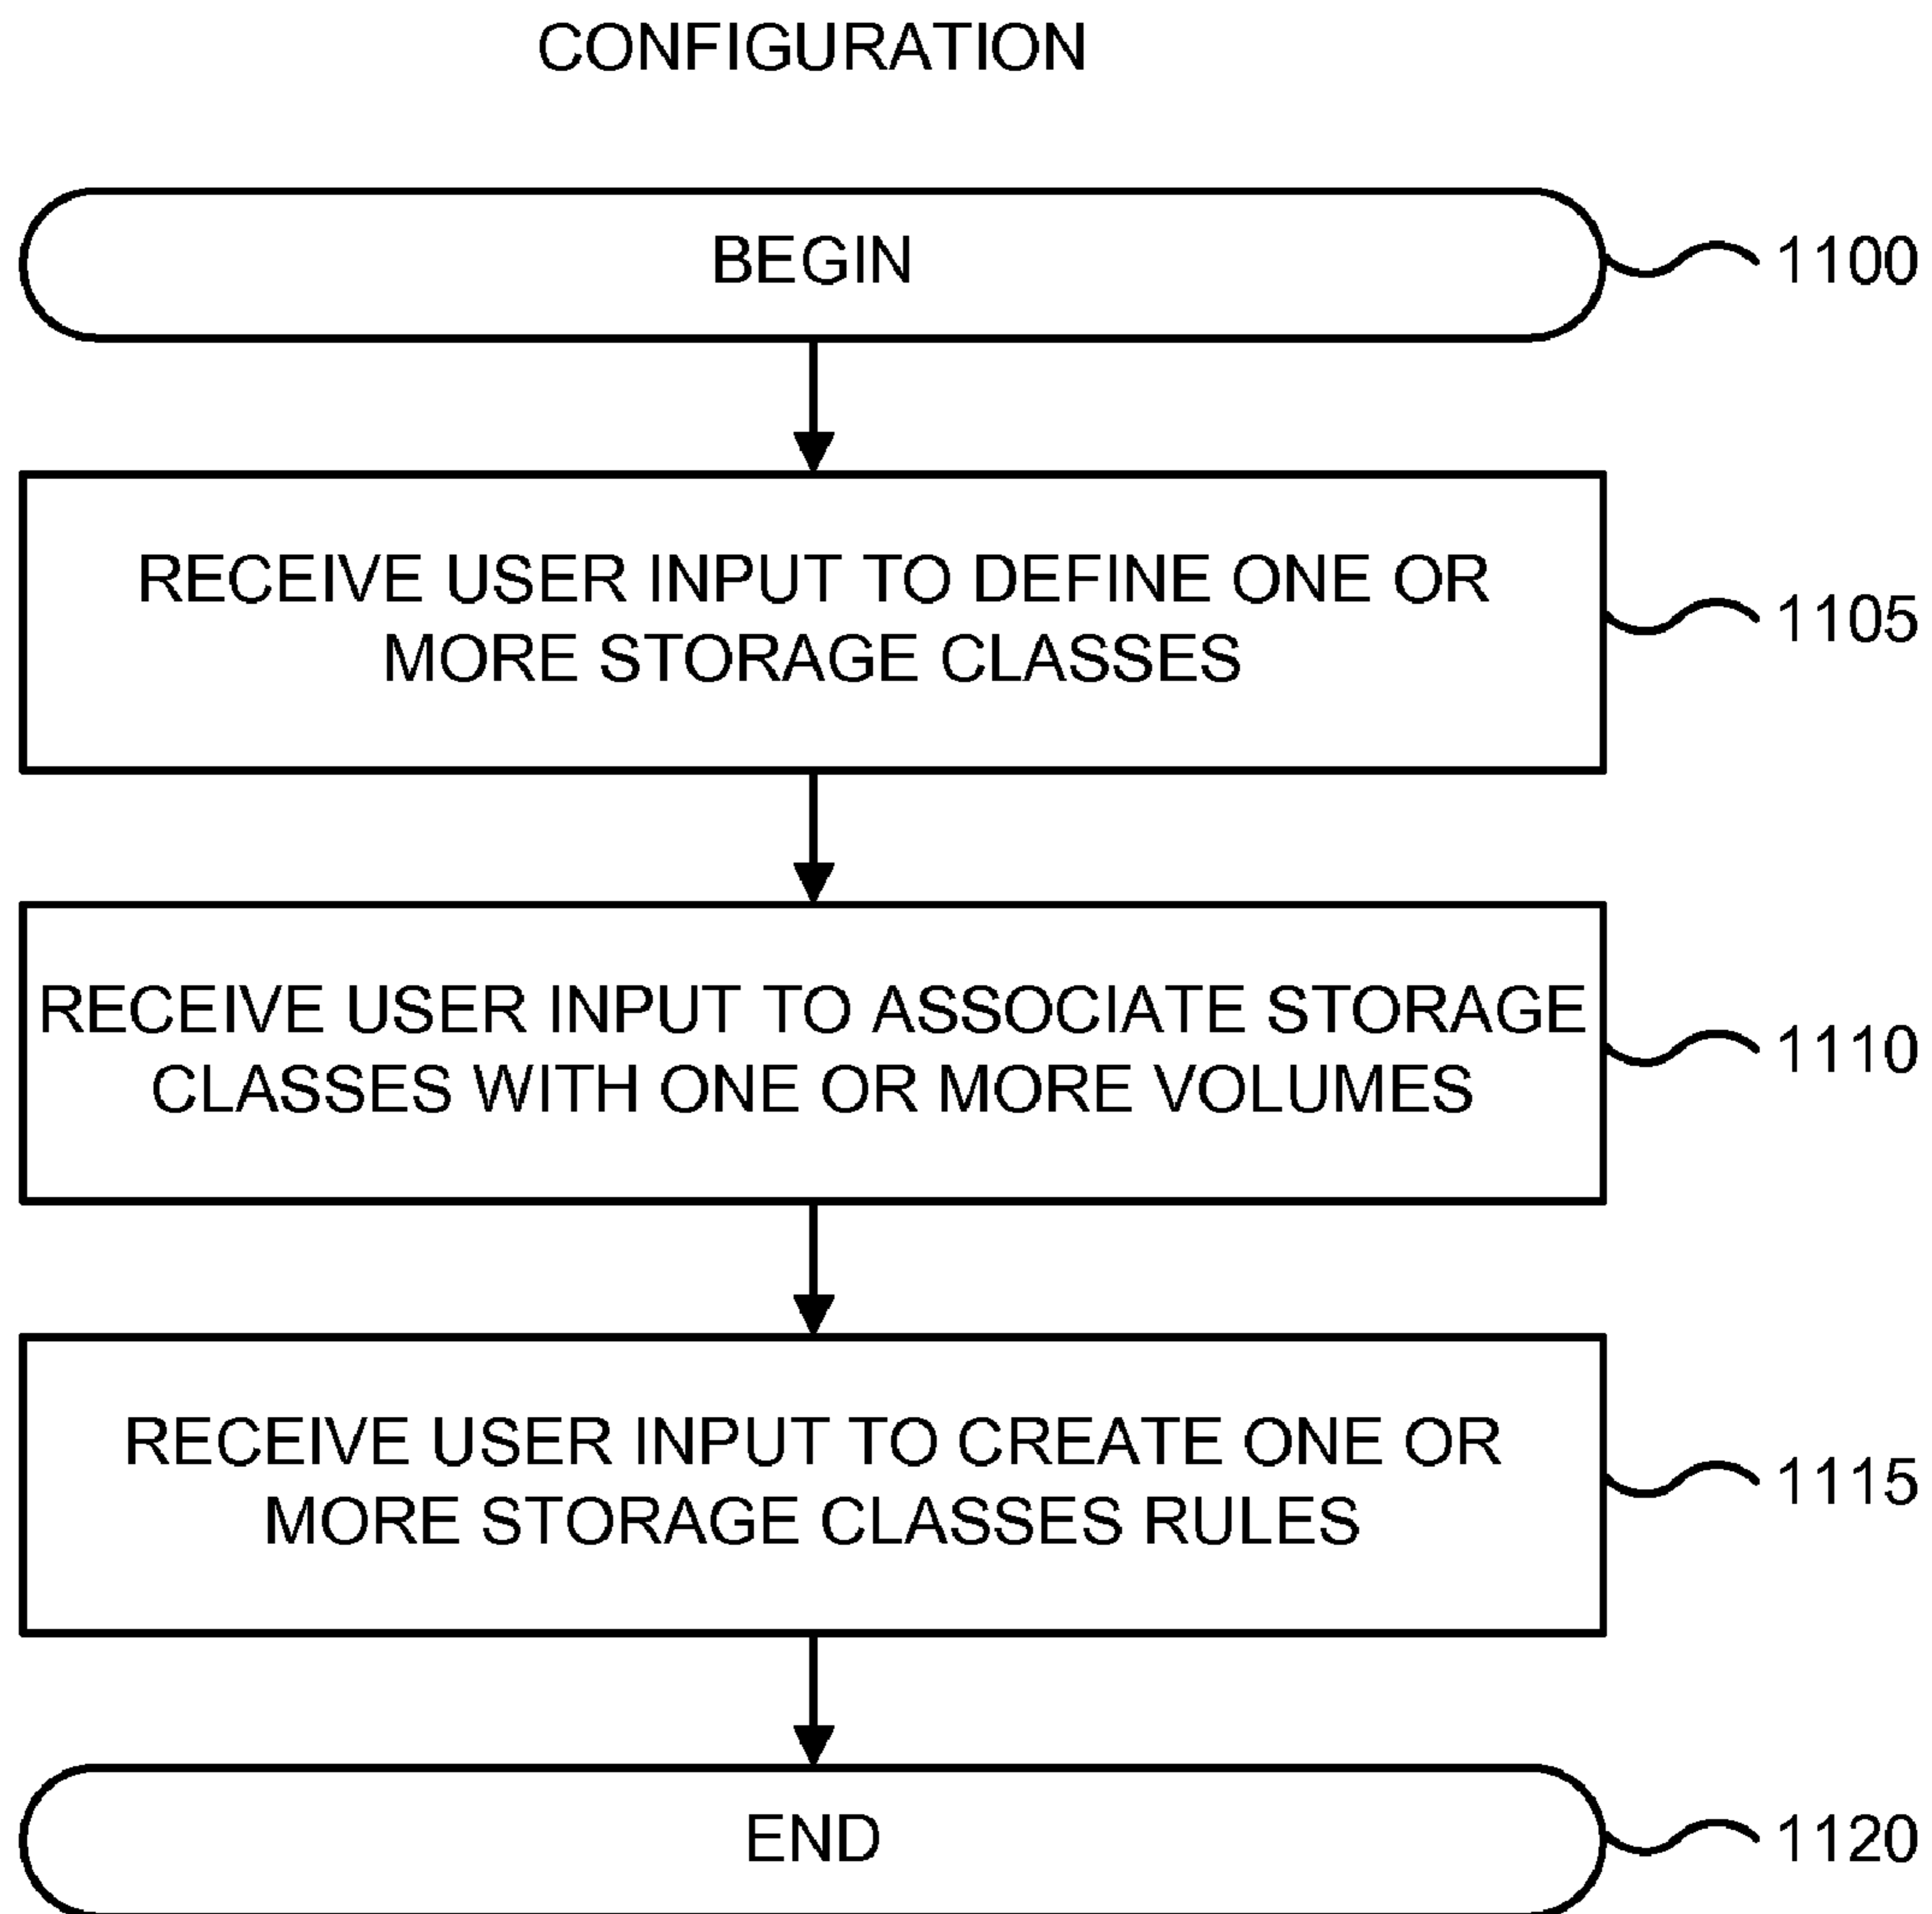 CONFIGURATION
BEGIN
1100
RECEIVE USER INPUT TO DEFINE ONE OR
MORE STORAGE CLASSES
1105
RECEIVE USER INPUT TO ASSOCIATE STORAGE
CLASSES WITH ONE OR MORE VOLUMES
1110
RECEIVE USER INPUT TO CREATE ONE OR
MORE STORAGE CLASSES RULES
1115
END
1120